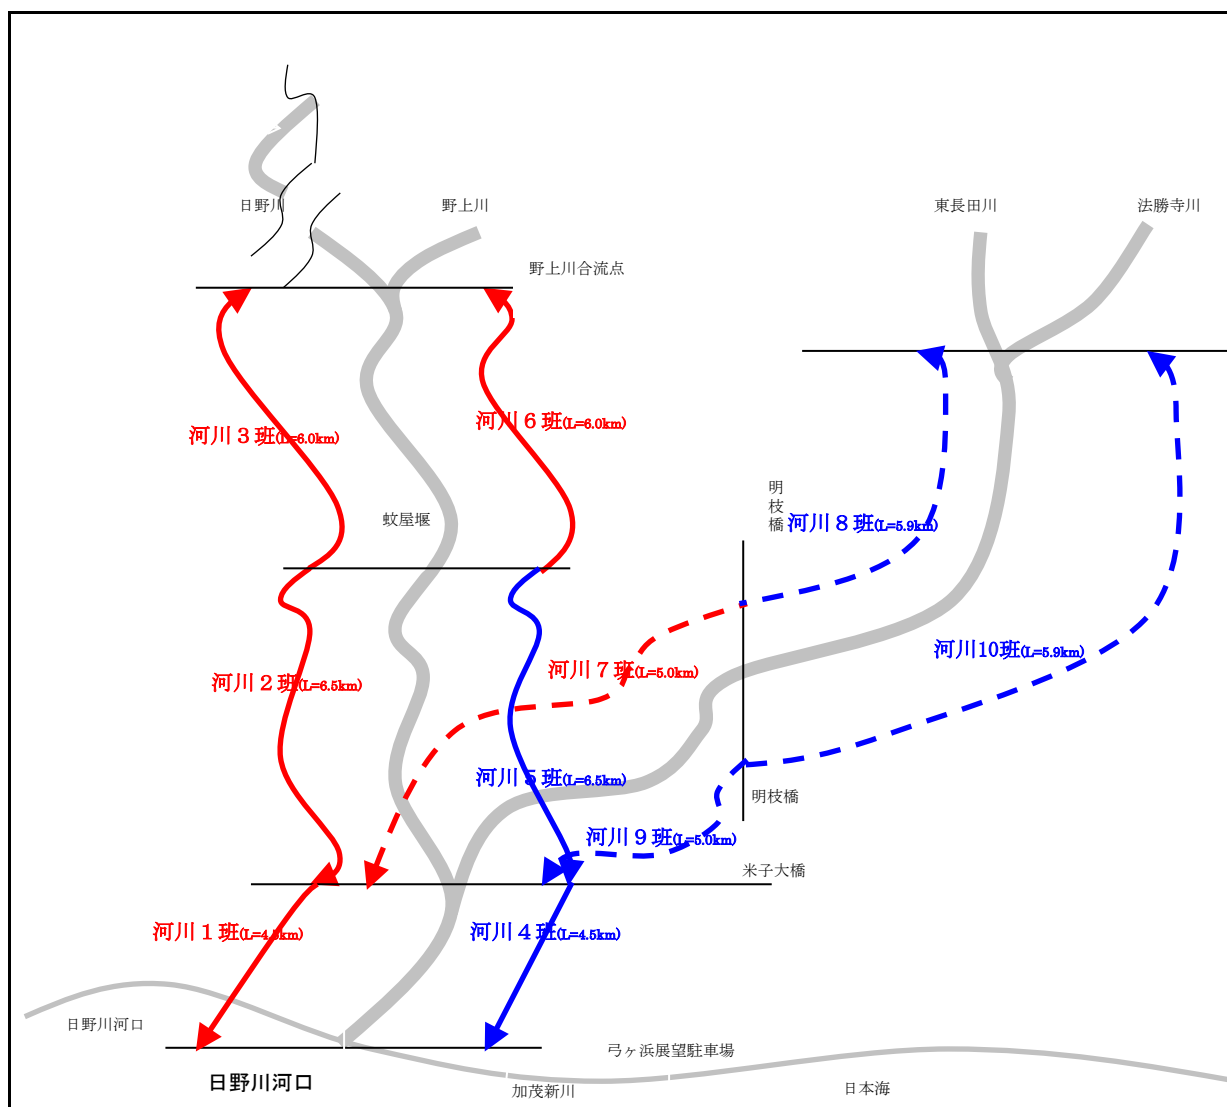 日野川
野上川
東長田川
法勝寺川
野上川合流点
河川３班(L=6.0km)
河川６班(L=6.0km)
明枝橋
蚊屋堰
河川８班(L=5.9km)
河川10班(L=5.9km)
河川７班(L=5.0km)
河川２班(L=6.5km)
河川５班(L=6.5km)
明枝橋
河川９班(L=5.0km)
米子大橋
河川１班(L=4.5km)
河川４班(L=4.5km)
日野川河口
弓ヶ浜展望駐車場
日野川河口
加茂新川
日本海